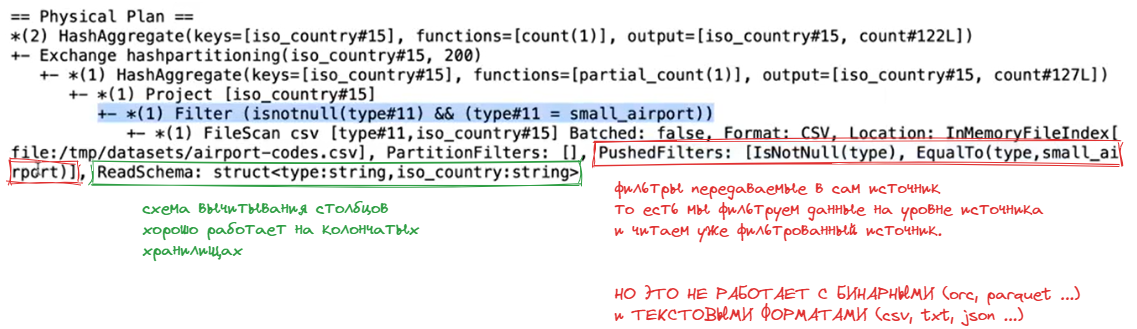 == Physical Plan ==
*(2) HashAggregate(keys=[iso_country#15], functions=[count(1)], output=[iso_country#15, count#122L])
+- Exchange hashpartitioning(iso_country#15, 200)
+- *(1) HashAggregate(keys=[iso_country#15], functions=[partial_count(1)], output=[iso_country#15, count#127L])
+- *(1) Project [iso_country#15]
+- *(1) Filter (isnotnull(type#11) && (type#11 = small_airport))
+- *(1) FileScan csv [type#11,iso_country#15] Batched: false, Format: CSV, Location: InMemoryFileIndex[
file:/tmp/datasets/airport-codes.csv], PartitionFilters: [], PushedFilters: [IsNotNull(type), EqualTo(type,small_ai
rport)], ReadSchema: struct<type:string,iso_country:string>
схема вычитывания столбцов
хорошо работает на колончатых
хранилищах
фильтры передаваемые в сам источник
то есть мы фильтруем данные на уровне источника
и читаем уже фильтрованный источник.
НО ЭТО НЕ РАБОТАЕТ С БИНАРНЫМИ (orc, parquet ...)
и ТЕКСТОВЫМИ ФОРМАТАМИ (csv, txt, json ...)